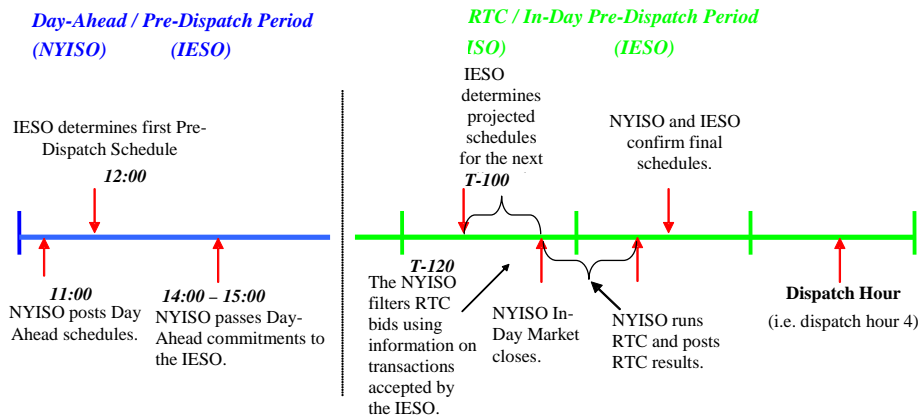 Day-Ahead / Pre-Dispatch Period
(NYISO) (IESO)
RTC / In-Day Pre-Dispatch Period
ISO) (IESO)
IESO determines first Pre-
Dispatch Schedule
12:00
IESO
determines
projected
schedules
for the next
T-100
NYISO and IESO
confirm final
schedules.
11:00
NYISO posts Day
Ahead schedules.
14:00 – 15:00
NYISO passes Day-
Ahead commitments to
the IESO.
T-120
The NYISO
filters RTC
bids using
information on
transactions
accepted by
the IESO.
NYISO In-
Day Market
closes.
NYISO runs
RTC and posts
RTC results.
Dispatch Hour
(i.e. dispatch hour 4)